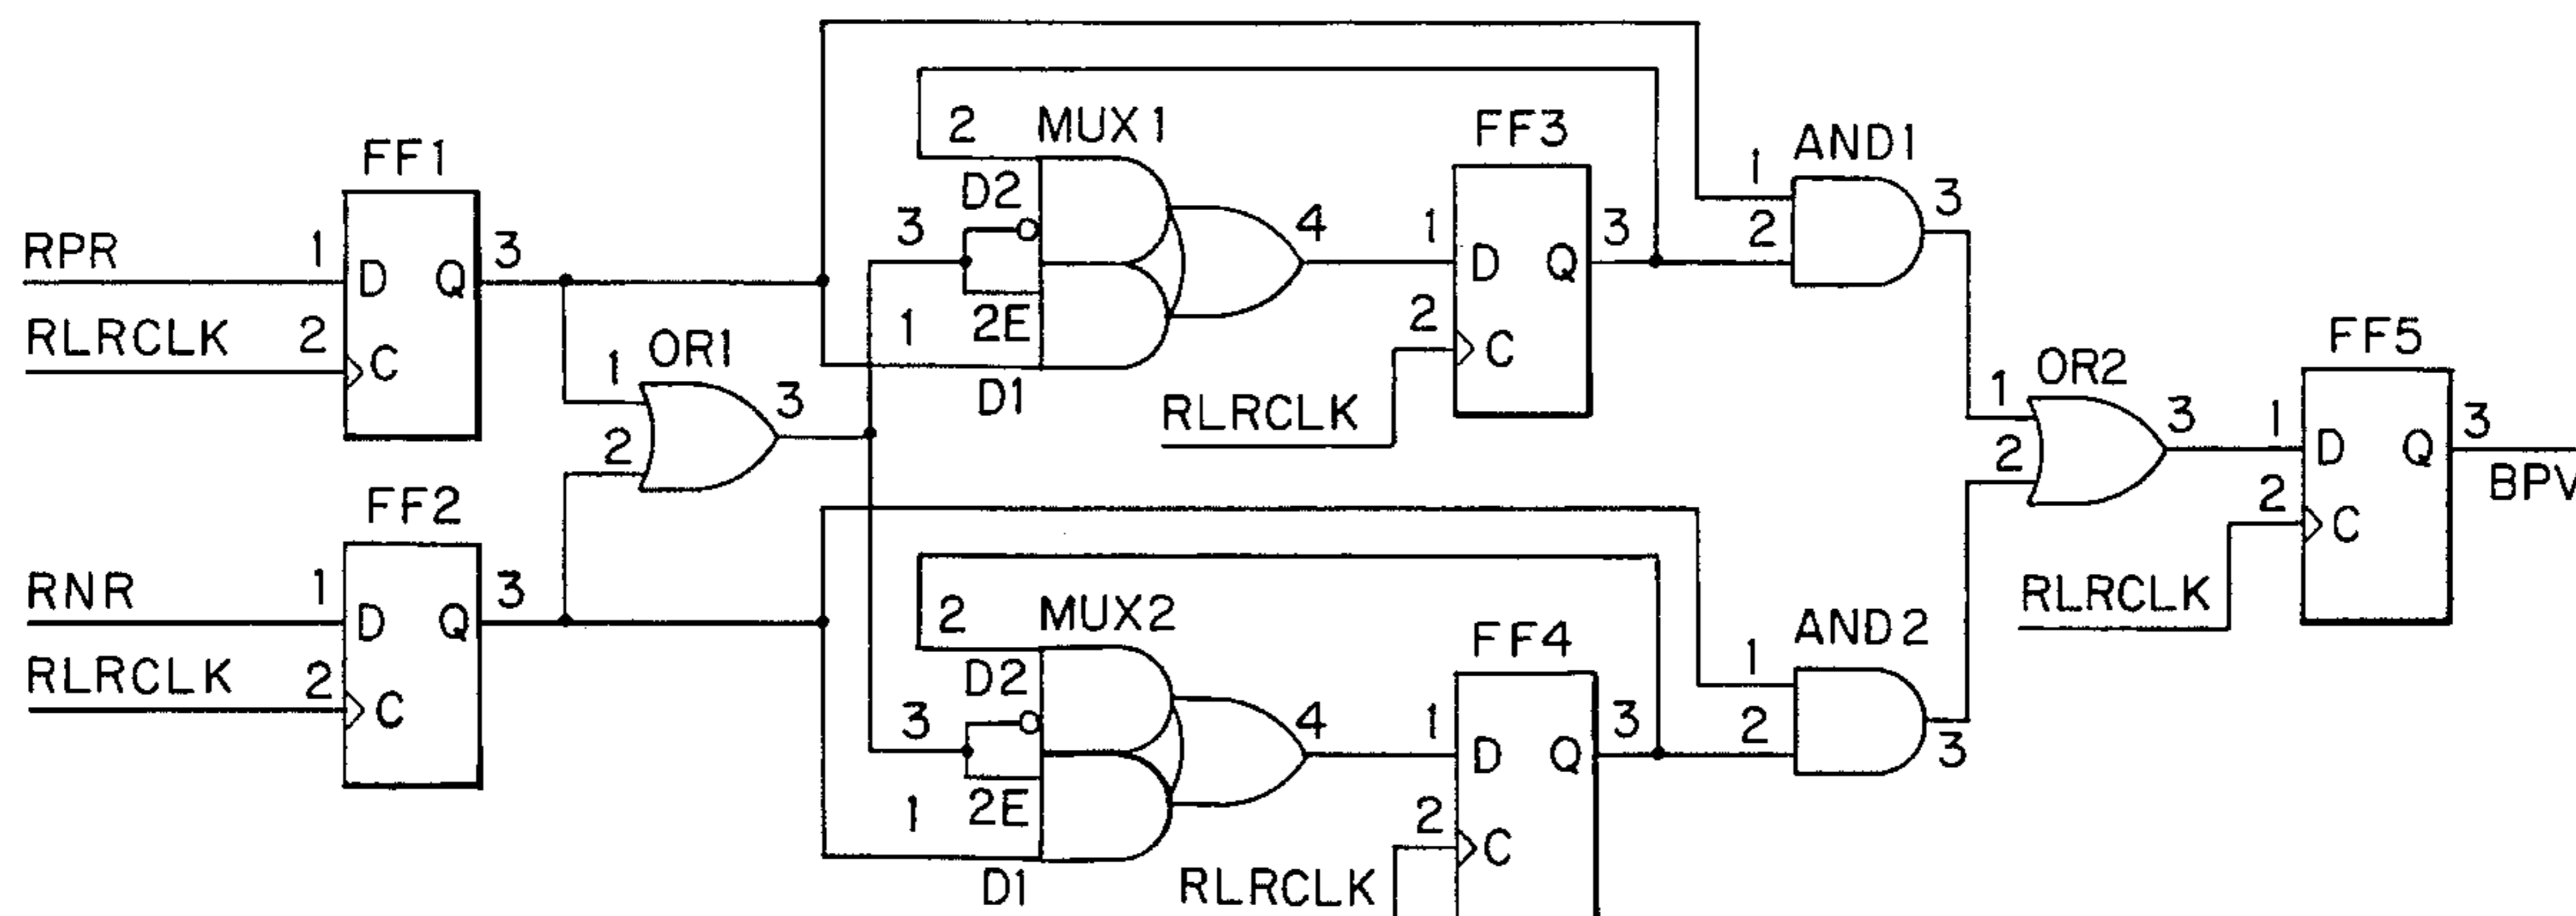 FF1
RPR
1
D
Q
3
RLRCLK
2
C
FF2
RNR
1
D
Q
3
RLRCLK
2
C
OR1
1
2
3
MUX1
2
D2
3
2E
1
D1
4
FF3
1
D
Q
3
2
C
RLRCLK
AND1
1
2
3
MUX2
2
D2
3
2E
1
D1
4
FF4
1
D
Q
3
2
C
RLRCLK
AND2
1
2
3
OR2
1
2
3
FF5
1
D
Q
3
2
C
RLRCLK
BPV